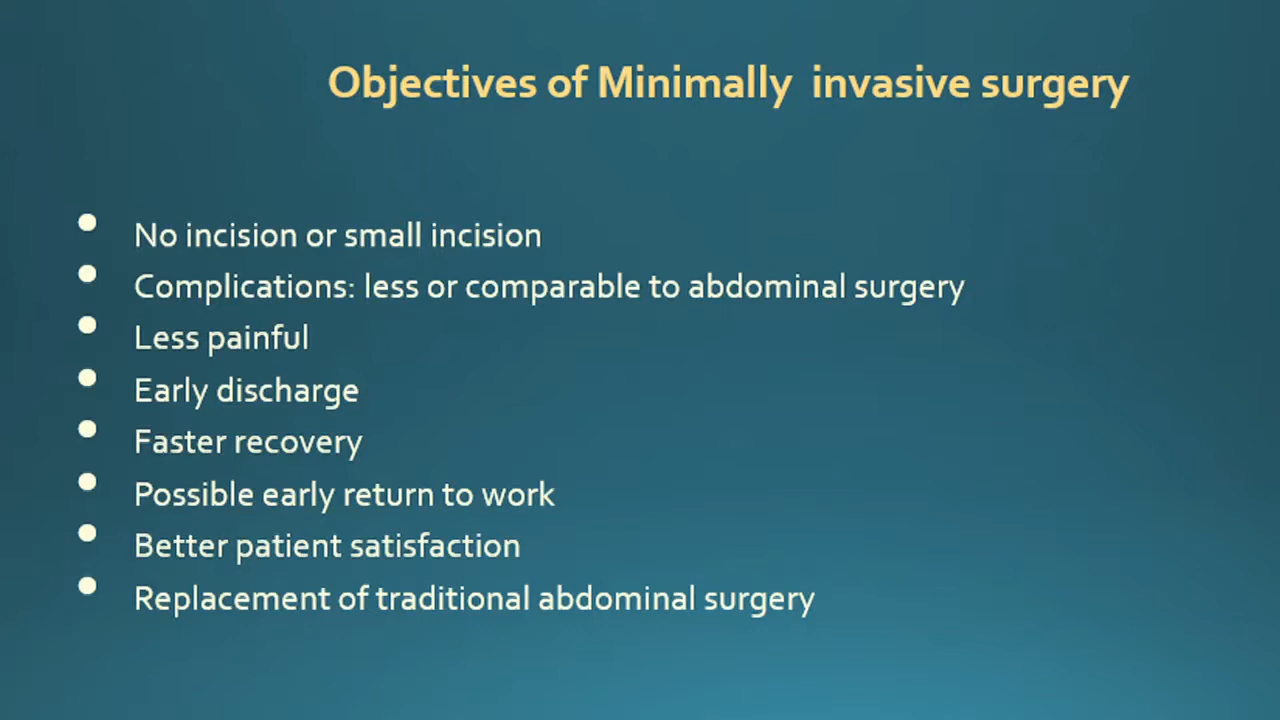 Objectives of Minimally invasive surgery
• No incision or small incision
• Complications: less or comparable to abdominal surgery
• Less painful
• Early discharge
• Faster recovery
• Possible early return to work
• Better patient satisfaction
• Replacement of traditional abdominal surgery